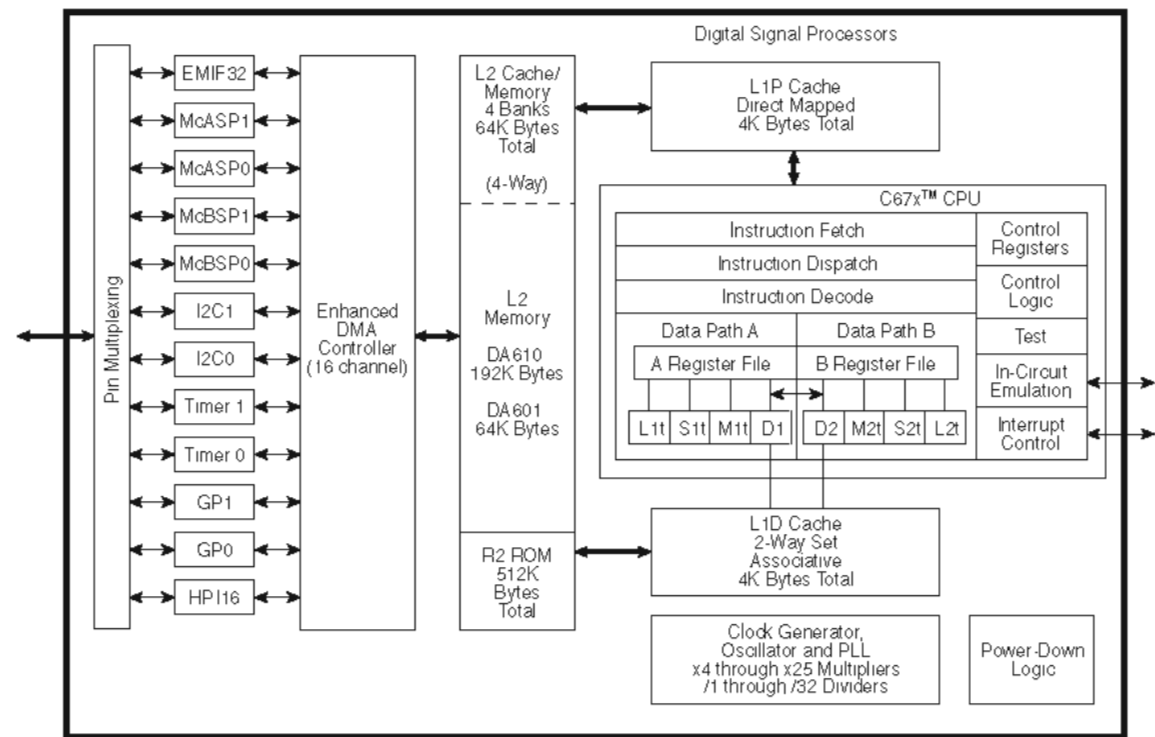 Digital Signal Processors
Pin Multiplexing
EMIF32
McASP1
McASP0
McBSP1
McBSP0
I2C1
I2C0
Timer 1
Timer 0
GP1
GP0
HPI16
Enhanced
DMA
Controller
(16 channel)
L2 Cache/
Memory
4 Banks
64K Bytes
Total
(4-Way)
L2
Memory
DA610
192K Bytes
DA601
64K Bytes
R2 ROM
512K
Bytes
Total
L1P Cache
Direct Mapped
4K Bytes Total
C67x™ CPU
Instruction Fetch
Instruction Dispatch
Instruction Decode
Data Path A
Data Path B
A Register File
B Register File
L1t S1t M1t D1
D2 M2t S2t L2t
Control
Registers
Control
Logic
Test
In-Circuit
Emulation
Interrupt
Control
L1D Cache
2-Way Set
Associative
4K Bytes Total
Clock Generator,
Oscillator and PLL
x4 through x25 Multipliers
/1 through /32 Dividers
Power-Down
Logic